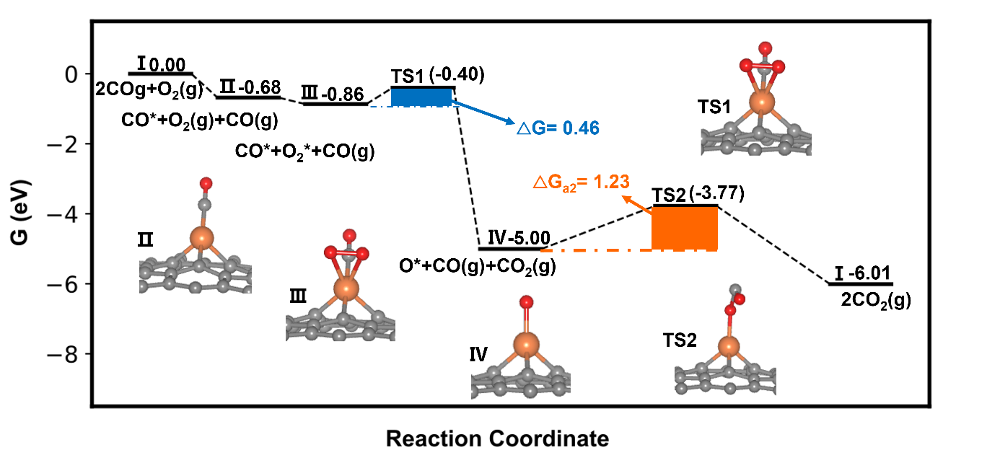 I 0.00
2COg+O₂(g)
II -0.68
CO*+O₂(g)+CO(g)
III -0.86
CO*+O₂*+CO(g)
TS1 (-0.40)
△G= 0.46
TS1
△Gₐ₂= 1.23
TS2 (-3.77)
IV -5.00
O*+CO(g)+CO₂(g)
I -6.01
2CO₂(g)
II
III
IV
TS2
0
−2
−4
−6
−8
G (eV)
Reaction Coordinate